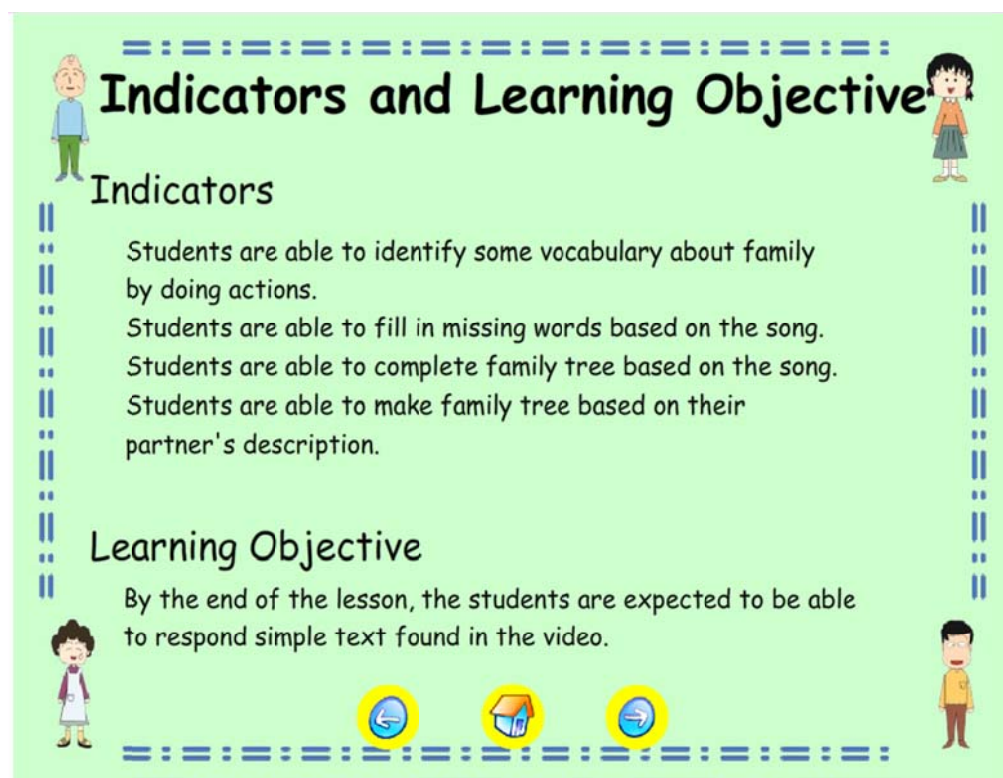 Indicators and Learning Objective
Indicators
Students are able to identify some vocabulary about family
by doing actions.
Students are able to fill in missing words based on the song.
Students are able to complete family tree based on the song.
Students are able to make family tree based on their
partner's description.
Learning Objective
By the end of the lesson, the students are expected to be able
to respond simple text found in the video.